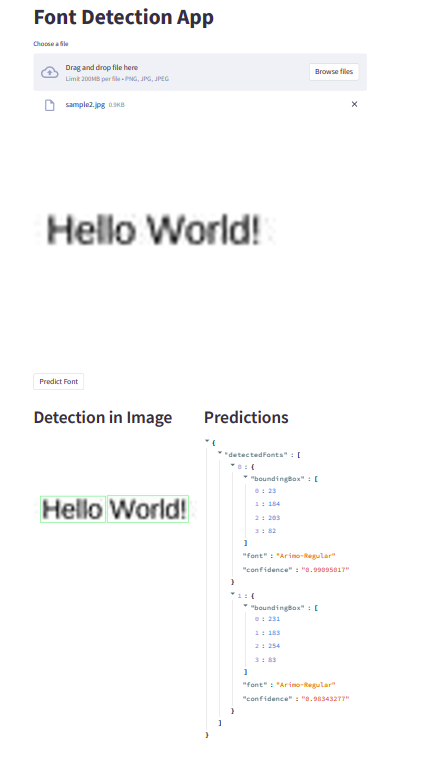 Font Detection App
Choose a file
Drag and drop file here
Limit 200MB per file • PNG, JPG, JPEG
Browse files
sample2.jpg 0.9KB
Hello World!
Predict Font
Detection in Image
Predictions
Hello World!
{
"detectedFonts" : [
0 : {
"boundingBox" : [
0 : 23
1 : 184
2 : 203
3 : 82
]
"font" : "Arimo-Regular"
"confidence" : "0.99095017"
}
1 : {
"boundingBox" : [
0 : 231
1 : 183
2 : 254
3 : 83
]
"font" : "Arimo-Regular"
"confidence" : "0.98343277"
}
]
}